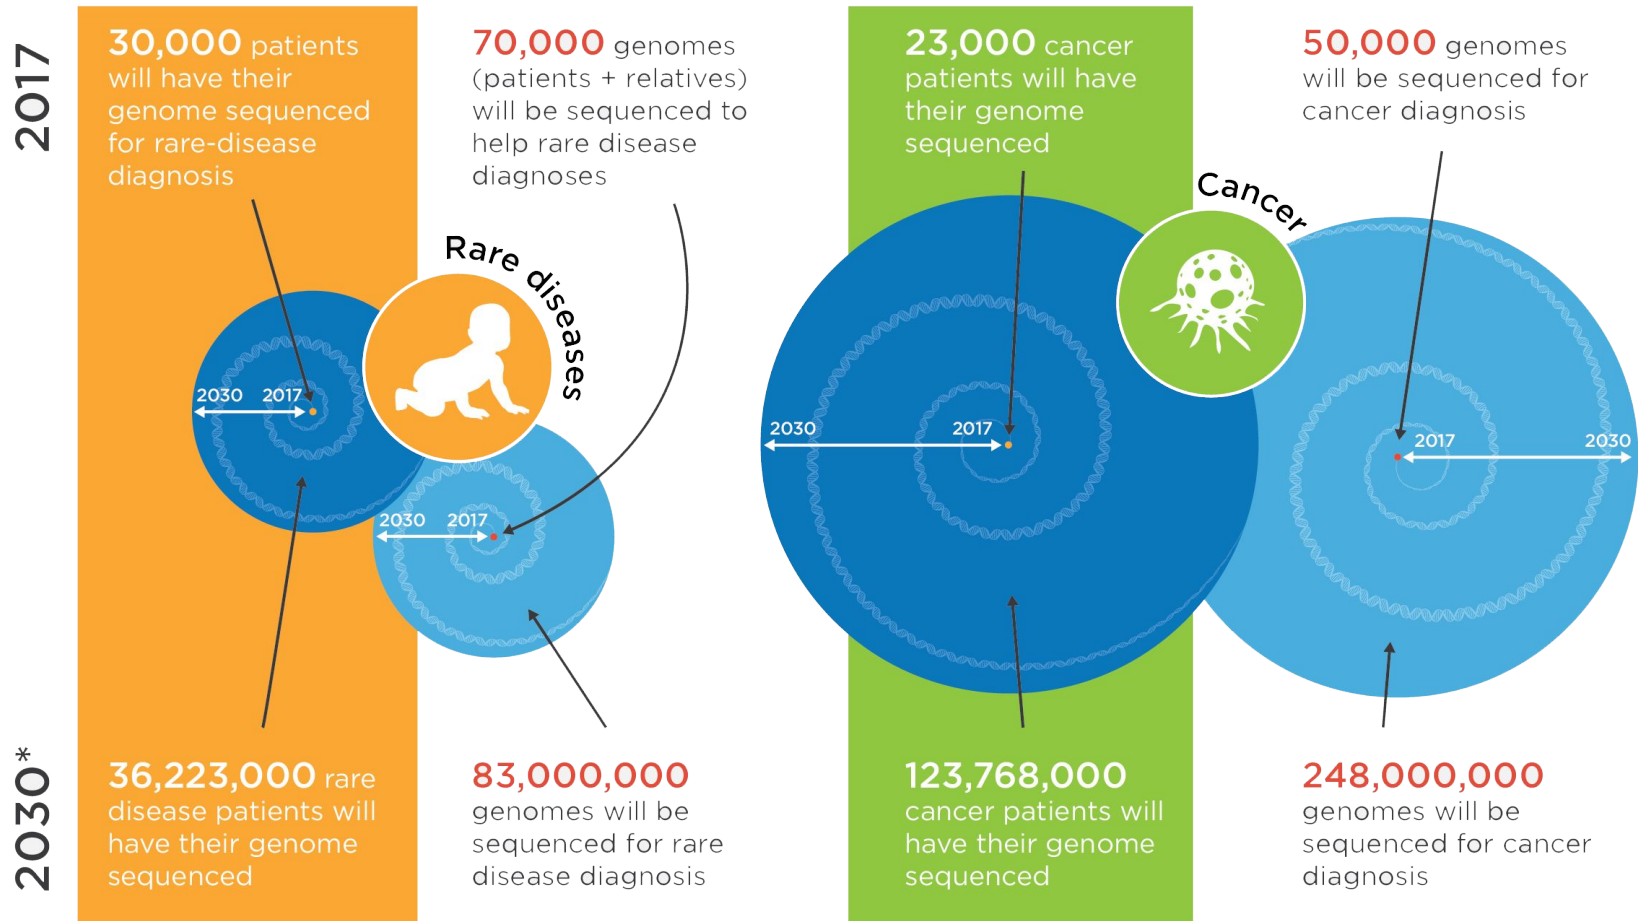 2017
30,000 patients
will have their
genome sequenced
for rare-disease
diagnosis
70,000 genomes
(patients + relatives)
will be sequenced to
help rare disease
diagnoses
23,000 cancer
patients will have
their genome
sequenced
50,000 genomes
will be sequenced for
cancer diagnosis
Rare diseases
Cancer
2030 2017
2030 2017
2030 2017
2017 2030
2030*
36,223,000 rare
disease patients will
have their genome
sequenced
83,000,000
genomes will be
sequenced for rare
disease diagnosis
123,768,000
cancer patients will
have their genome
sequenced
248,000,000
genomes will be
sequenced for cancer
diagnosis